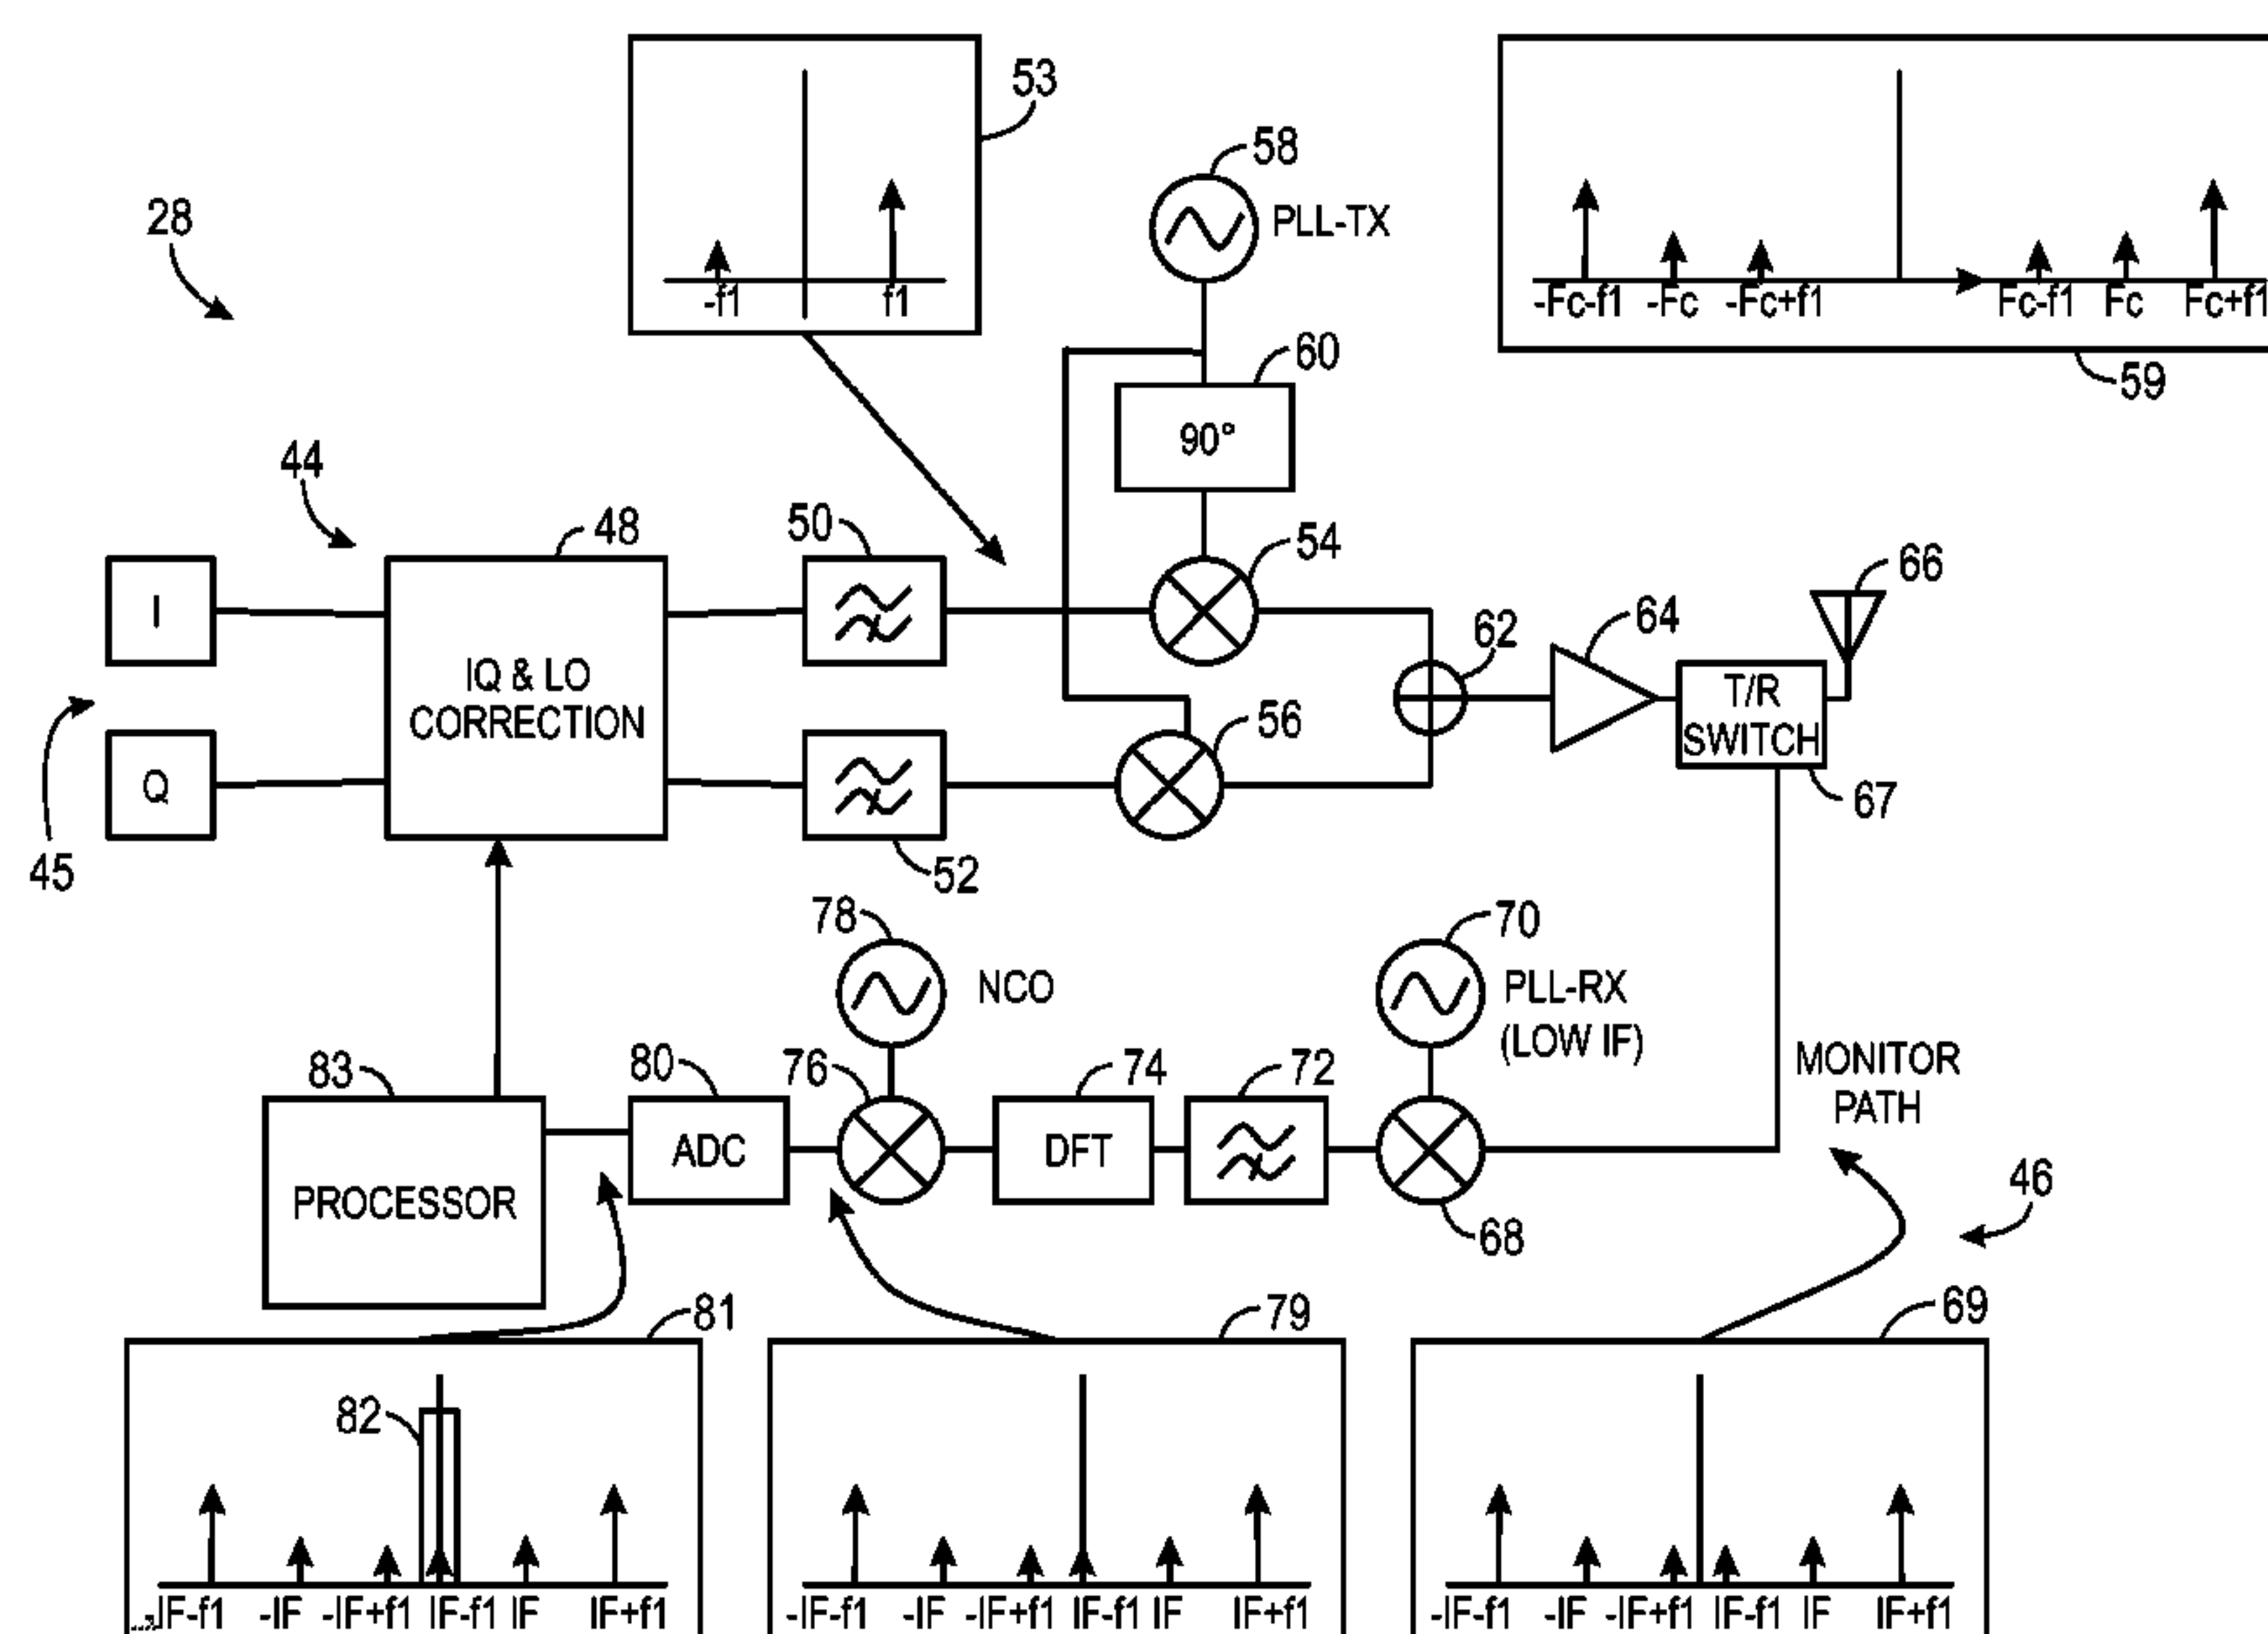 53
-f1 f1
58
PLL-TX
-Fc-f1 -Fc -Fc+f1 Fc-f1 Fc Fc+f1
59
28
60
90°
44
48
50
54
66
I
IQ & LO
CORRECTION
62
64
T/R
SWITCH
67
Q
56
45
52
78
NCO
70
PLL-RX
(LOW IF)
83
80
76
74
72
MONITOR
PATH
PROCESSOR
ADC
DFT
68
46
81
79
69
82
-IF-f1 -IF -IF+f1 IF-f1 IF IF+f1
-IF-f1 -IF -IF+f1 IF-f1 IF IF+f1
-IF-f1 -IF -IF+f1 IF-f1 IF IF+f1